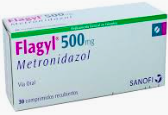 Flagyl® 500mg
Metronidazol
Vía Oral
SANOFI
30 comprimidos recubiertos